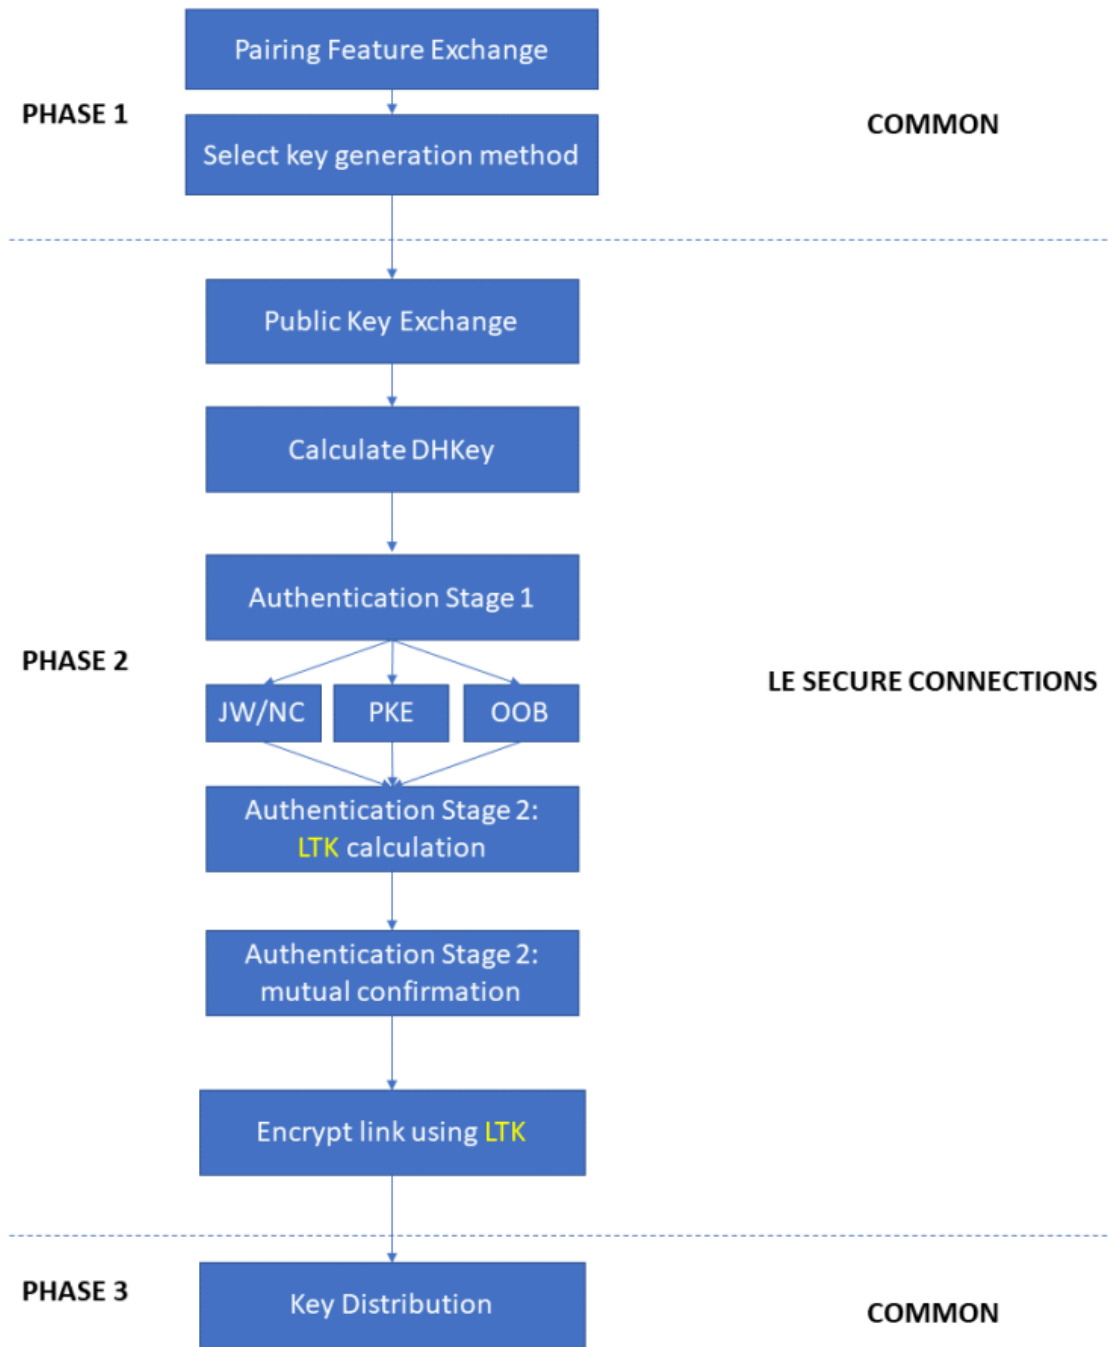 Pairing Feature Exchange
PHASE 1
COMMON
Select key generation method
Public Key Exchange
Calculate DHKey
Authentication Stage 1
PHASE 2
LE SECURE CONNECTIONS
JW/NC
PKE
OOB
Authentication Stage 2:
LTK calculation
Authentication Stage 2:
mutual confirmation
Encrypt link using LTK
PHASE 3
Key Distribution
COMMON